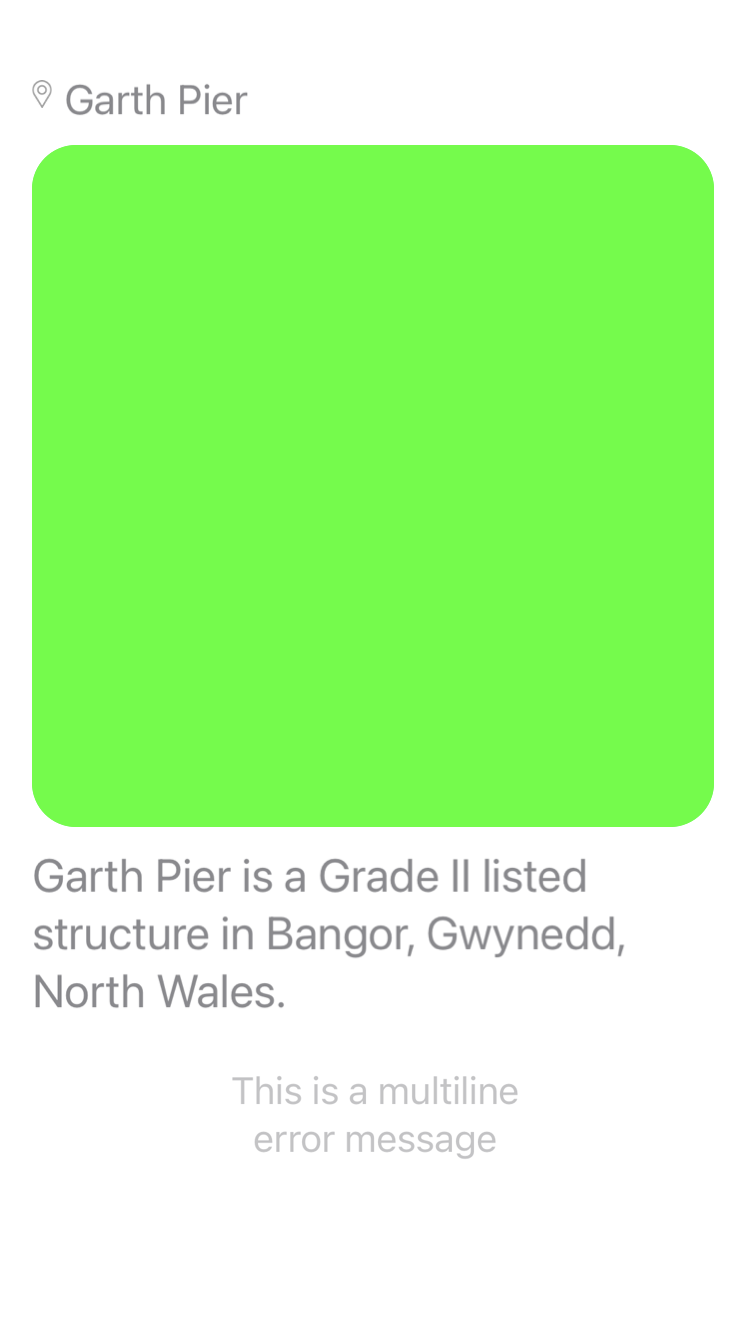 Garth Pier
Garth Pier is a Grade II listed
structure in Bangor, Gwynedd,
North Wales.
This is a multiline
error message